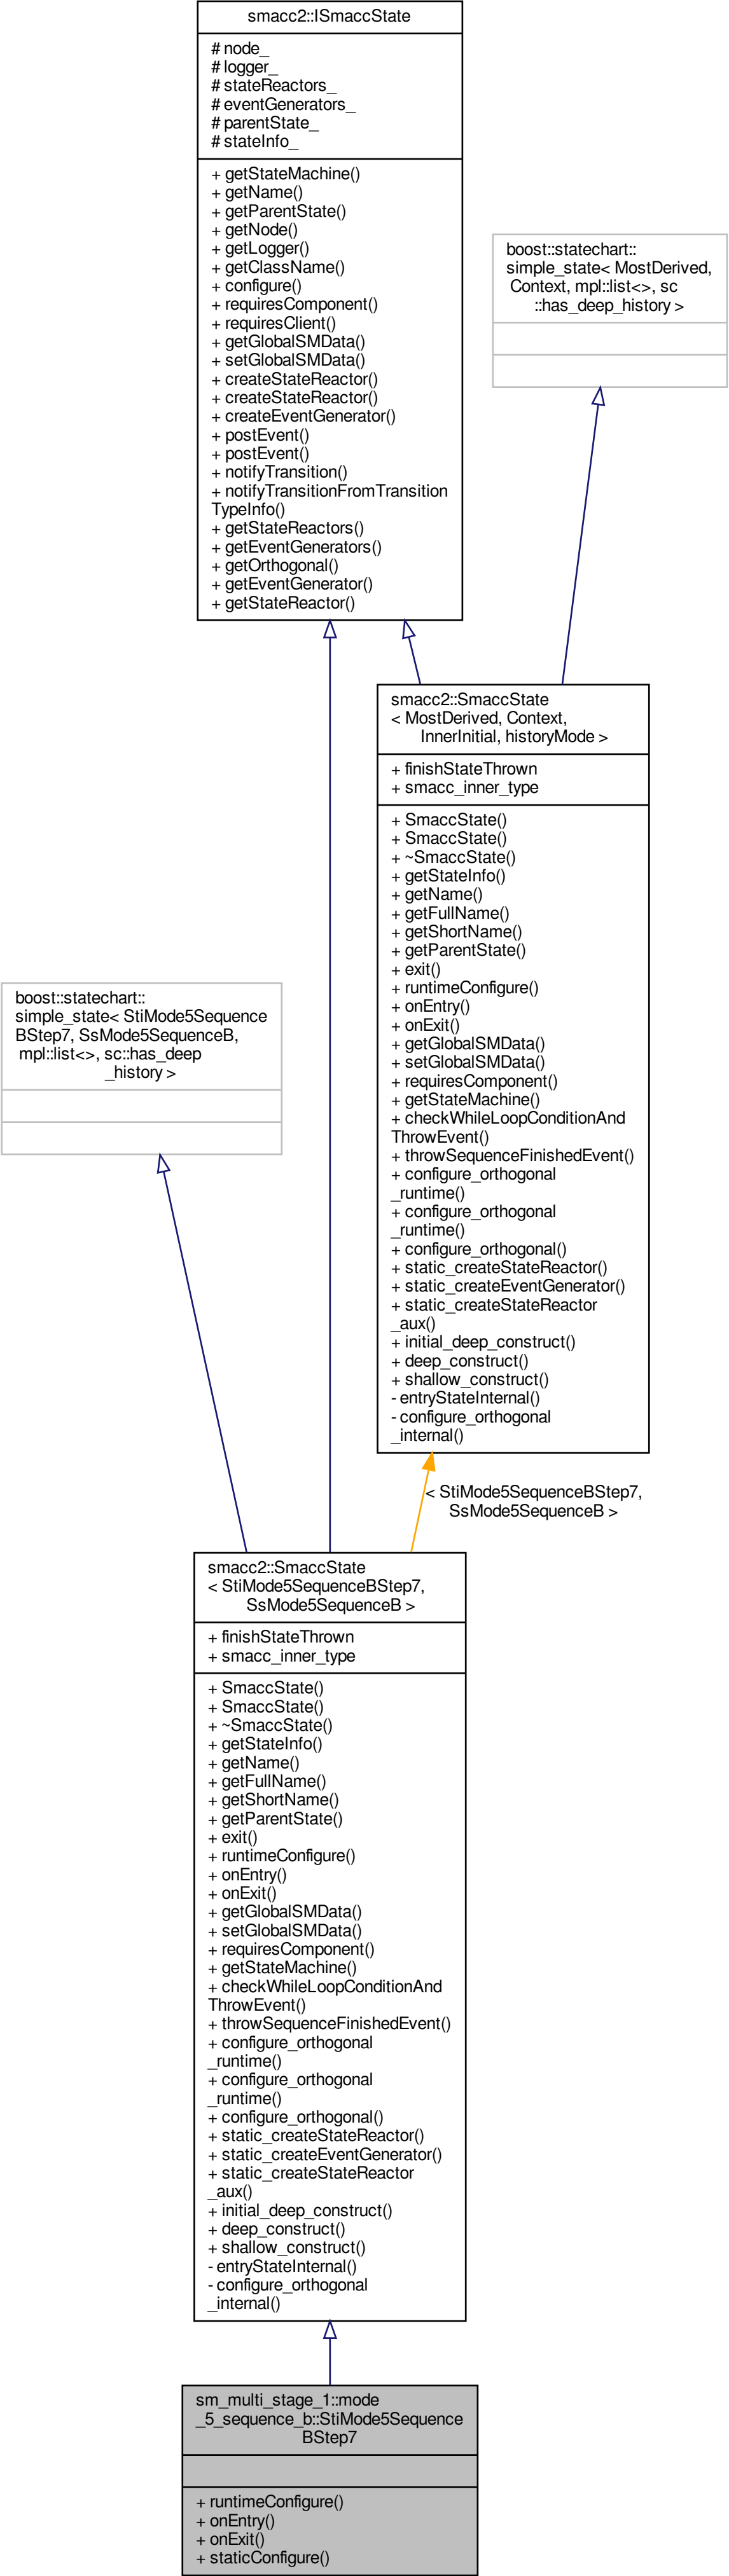 smacc2::ISmaccState
# node_
# logger_
# stateReactors_
# eventGenerators_
# parentState_
# stateInfo_
+ getStateMachine()
+ getName()
+ getParentState()
+ getNode()
+ getLogger()
+ getClassName()
+ configure()
+ requiresComponent()
+ requiresClient()
+ getGlobalSMData()
+ setGlobalSMData()
+ createStateReactor()
+ createStateReactor()
+ createEventGenerator()
+ postEvent()
+ postEvent()
+ notifyTransition()
+ notifyTransitionFromTransition
TypeInfo()
+ getStateReactors()
+ getEventGenerators()
+ getOrthogonal()
+ getEventGenerator()
+ getStateReactor()
boost::statechart::
simple_state< MostDerived,
Context, mpl::list<>, sc
::has_deep_history >
smacc2::SmaccState
< MostDerived, Context,
InnerInitial, historyMode >
+ finishStateThrown
+ smacc_inner_type
+ SmaccState()
+ SmaccState()
+ ~SmaccState()
+ getStateInfo()
+ getName()
+ getFullName()
+ getShortName()
+ getParentState()
+ exit()
+ runtimeConfigure()
+ onEntry()
+ onExit()
+ getGlobalSMData()
+ setGlobalSMData()
+ requiresComponent()
+ getStateMachine()
+ checkWhileLoopConditionAnd
ThrowEvent()
+ throwSequenceFinishedEvent()
+ configure_orthogonal
_runtime()
+ configure_orthogonal
_runtime()
+ configure_orthogonal()
+ static_createStateReactor()
+ static_createEventGenerator()
+ static_createStateReactor
_aux()
+ initial_deep_construct()
+ deep_construct()
+ shallow_construct()
- entryStateInternal()
- configure_orthogonal
_internal()
boost::statechart::
simple_state< StiMode5Sequence
BStep7, SsMode5SequenceB,
mpl::list<>, sc::has_deep
_history >
< StiMode5SequenceBStep7,
SsMode5SequenceB >
smacc2::SmaccState
< StiMode5SequenceBStep7,
SsMode5SequenceB >
+ finishStateThrown
+ smacc_inner_type
+ SmaccState()
+ SmaccState()
+ ~SmaccState()
+ getStateInfo()
+ getName()
+ getFullName()
+ getShortName()
+ getParentState()
+ exit()
+ runtimeConfigure()
+ onEntry()
+ onExit()
+ getGlobalSMData()
+ setGlobalSMData()
+ requiresComponent()
+ getStateMachine()
+ checkWhileLoopConditionAnd
ThrowEvent()
+ throwSequenceFinishedEvent()
+ configure_orthogonal
_runtime()
+ configure_orthogonal
_runtime()
+ configure_orthogonal()
+ static_createStateReactor()
+ static_createEventGenerator()
+ static_createStateReactor
_aux()
+ initial_deep_construct()
+ deep_construct()
+ shallow_construct()
- entryStateInternal()
- configure_orthogonal
_internal()
sm_multi_stage_1::mode
_5_sequence_b::StiMode5Sequence
BStep7
+ runtimeConfigure()
+ onEntry()
+ onExit()
+ staticConfigure()